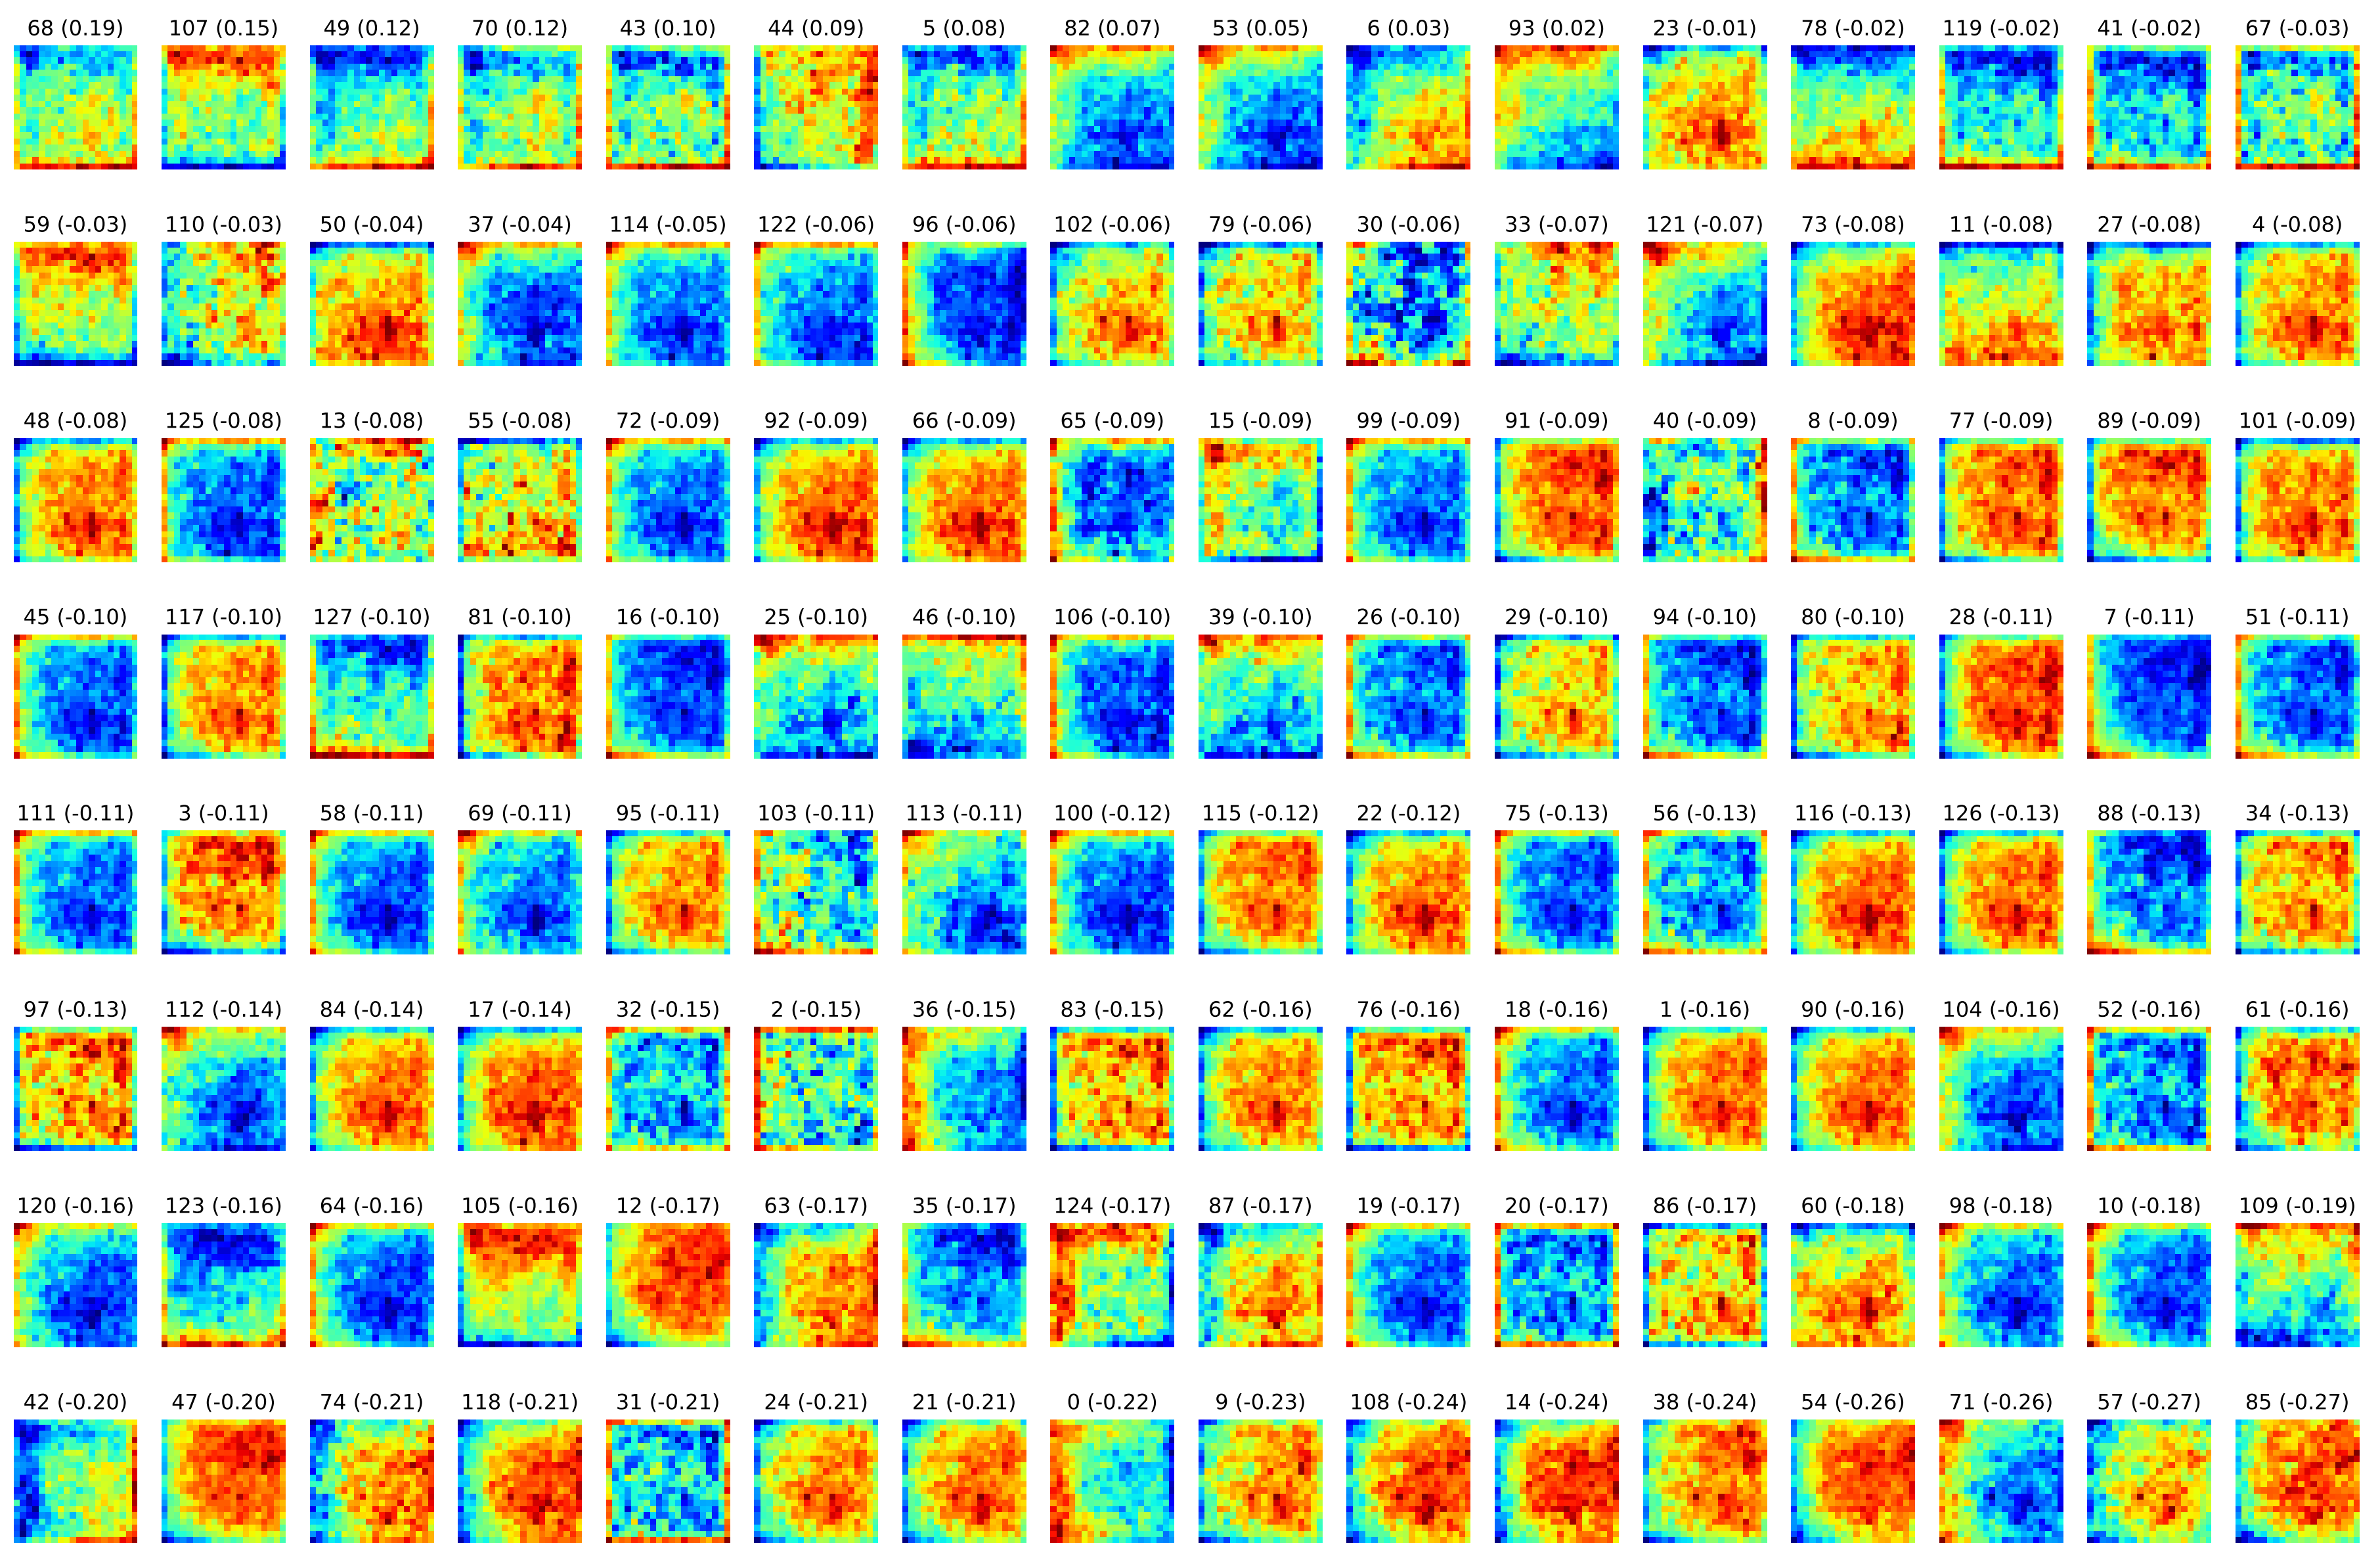 68 (0.19) 107 (0.15) 49 (0.12) 70 (0.12) 43 (0.10) 44 (0.09) 5 (0.08) 82 (0.07) 53 (0.05) 6 (0.03) 93 (0.02) 23 (-0.01) 78 (-0.02) 119 (-0.02) 41 (-0.02) 67 (-0.03)
59 (-0.03) 110 (-0.03) 50 (-0.04) 37 (-0.04) 114 (-0.05) 122 (-0.06) 96 (-0.06) 102 (-0.06) 79 (-0.06) 30 (-0.06) 33 (-0.07) 121 (-0.07) 73 (-0.08) 11 (-0.08) 27 (-0.08) 4 (-0.08)
48 (-0.08) 125 (-0.08) 13 (-0.08) 55 (-0.08) 72 (-0.09) 92 (-0.09) 66 (-0.09) 65 (-0.09) 15 (-0.09) 99 (-0.09) 91 (-0.09) 40 (-0.09) 8 (-0.09) 77 (-0.09) 89 (-0.09) 101 (-0.09)
45 (-0.10) 117 (-0.10) 127 (-0.10) 81 (-0.10) 16 (-0.10) 25 (-0.10) 46 (-0.10) 106 (-0.10) 39 (-0.10) 26 (-0.10) 29 (-0.10) 94 (-0.10) 80 (-0.10) 28 (-0.11) 7 (-0.11) 51 (-0.11)
111 (-0.11) 3 (-0.11) 58 (-0.11) 69 (-0.11) 95 (-0.11) 103 (-0.11) 113 (-0.11) 100 (-0.12) 115 (-0.12) 22 (-0.12) 75 (-0.13) 56 (-0.13) 116 (-0.13) 126 (-0.13) 88 (-0.13) 34 (-0.13)
97 (-0.13) 112 (-0.14) 84 (-0.14) 17 (-0.14) 32 (-0.15) 2 (-0.15) 36 (-0.15) 83 (-0.15) 62 (-0.16) 76 (-0.16) 18 (-0.16) 1 (-0.16) 90 (-0.16) 104 (-0.16) 52 (-0.16) 61 (-0.16)
120 (-0.16) 123 (-0.16) 64 (-0.16) 105 (-0.16) 12 (-0.17) 63 (-0.17) 35 (-0.17) 124 (-0.17) 87 (-0.17) 19 (-0.17) 20 (-0.17) 86 (-0.17) 60 (-0.18) 98 (-0.18) 10 (-0.18) 109 (-0.19)
42 (-0.20) 47 (-0.20) 74 (-0.21) 118 (-0.21) 31 (-0.21) 24 (-0.21) 21 (-0.21) 0 (-0.22) 9 (-0.23) 108 (-0.24) 14 (-0.24) 38 (-0.24) 54 (-0.26) 71 (-0.26) 57 (-0.27) 85 (-0.27)